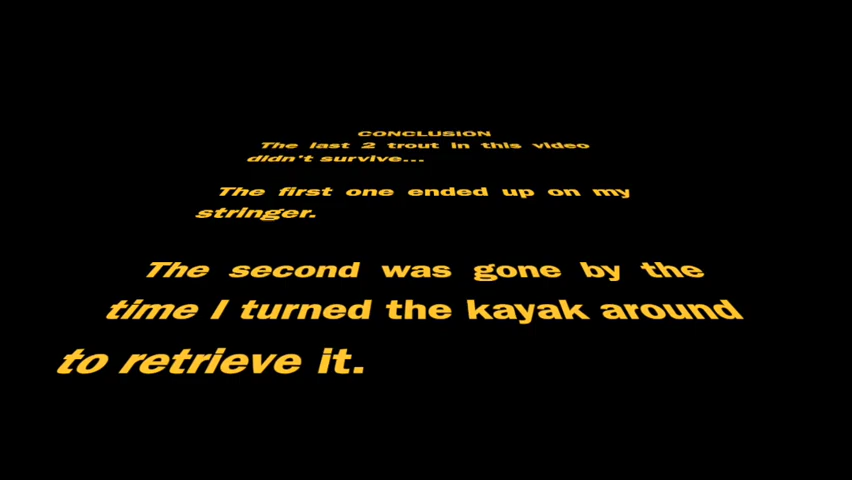 CONCLUSION
The last 2 trout in this video
didn't survive...
The first one ended up on my
stringer.
The second was gone by the
time I turned the kayak around
to retrieve it.